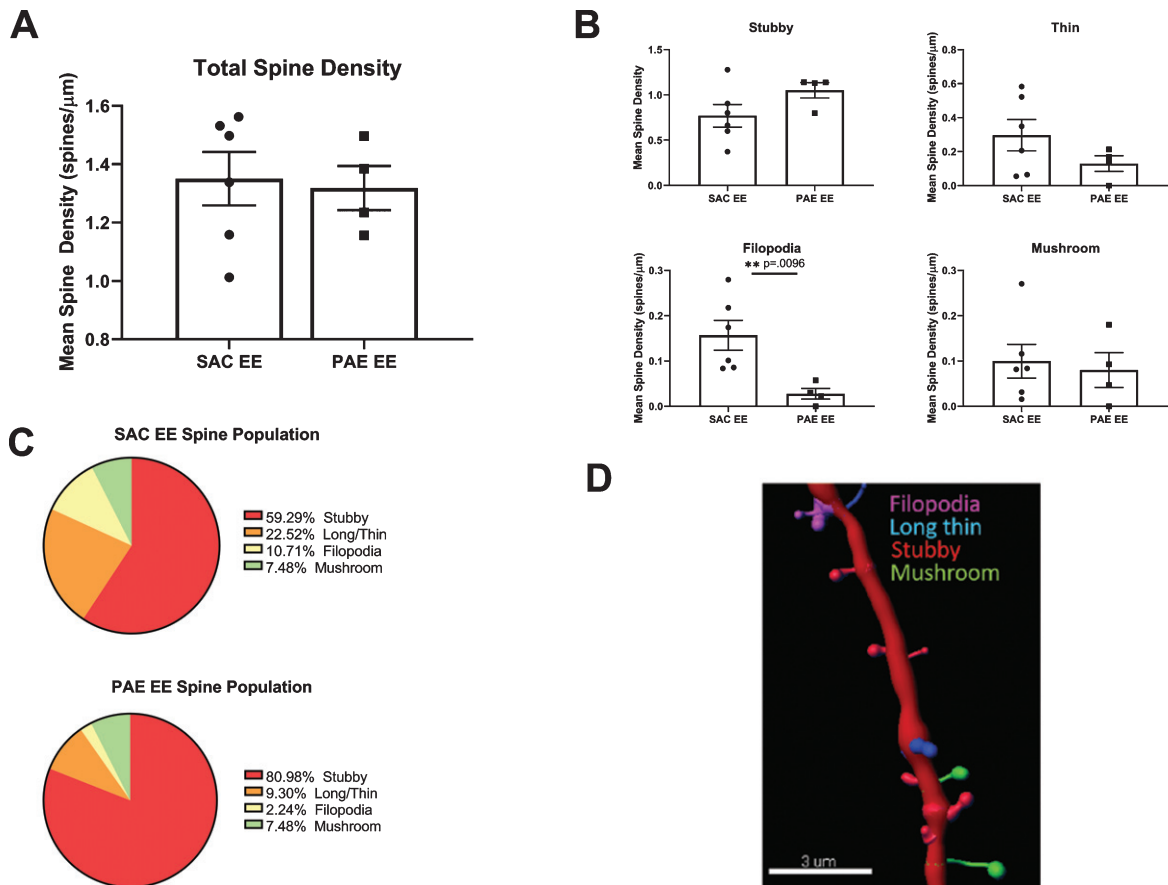 A
Total Spine Density
Mean Spine Density (spines/μm)
1.6
1.4
1.2
1.0
0.8
SAC EE
PAE EE
B
Stubby
Mean Spine Density
1.5
1.0
0.5
0.0
SAC EE
PAE EE
Thin
Mean Spine Density (spines/μm)
0.8
0.6
0.4
0.2
0.0
SAC EE
PAE EE
Filopodia
** p=.0096
Mean Spine Density (spines/μm)
0.3
0.2
0.1
0.0
SAC EE
PAE EE
Mushroom
Mean Spine Density (spines/μm)
0.3
0.2
0.1
0.0
SAC EE
PAE EE
C
SAC EE Spine Population
59.29% Stubby
22.52% Long/Thin
10.71% Filopodia
7.48% Mushroom
PAE EE Spine Population
80.98% Stubby
9.30% Long/Thin
2.24% Filopodia
7.48% Mushroom
D
Filopodia
Long thin
Stubby
Mushroom
3 um